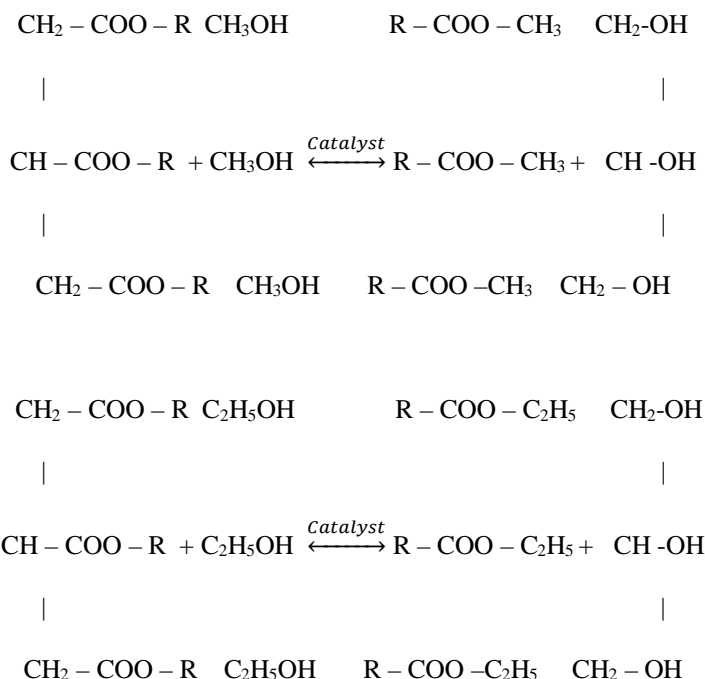 CH₂ – COO – R CH₃OH R – COO – CH₃ CH₂-OH
| |
CH – COO – R + CH₃OH <-Catalyst-> R – COO – CH₃ + CH -OH
| |
CH₂ – COO – R CH₃OH R – COO –CH₃ CH₂ – OH
CH₂ – COO – R C₂H₅OH R – COO – C₂H₅ CH₂-OH
| |
CH – COO – R + C₂H₅OH <-Catalyst-> R – COO – C₂H₅ + CH -OH
| |
CH₂ – COO – R C₂H₅OH R – COO –C₂H₅ CH₂ – OH